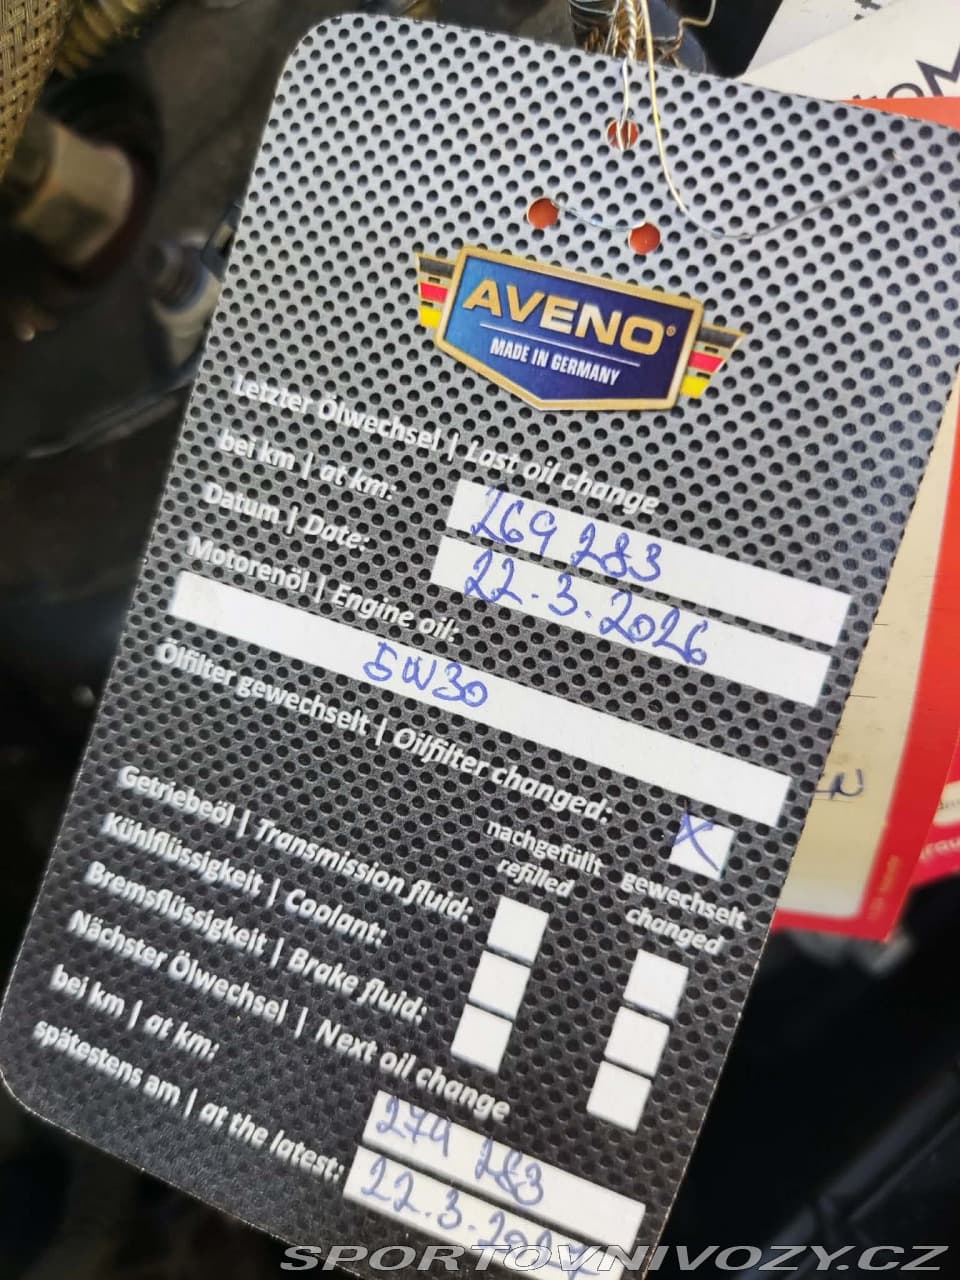 AVENO®
MADE IN GERMANY
Letzter Ölwechsel | Last oil change
bei km | at km: 269 283
Datum | Date: 22.3.2026
Motorenöl | Engine oil:
5W30
Ölfilter gewechselt | Oilfilter changed: X
nachgefüllt gewechselt
refilled changed
Getriebeöl | Transmission fluid:
Kühlflüssigkeit | Coolant:
Bremsflüssigkeit | Brake fluid:
Nächster Ölwechsel | Next oil change
bei km | at km: 279 283
spätestens am | at the latest: 22.3.2027
SPORTOVNIVOZY.CZ